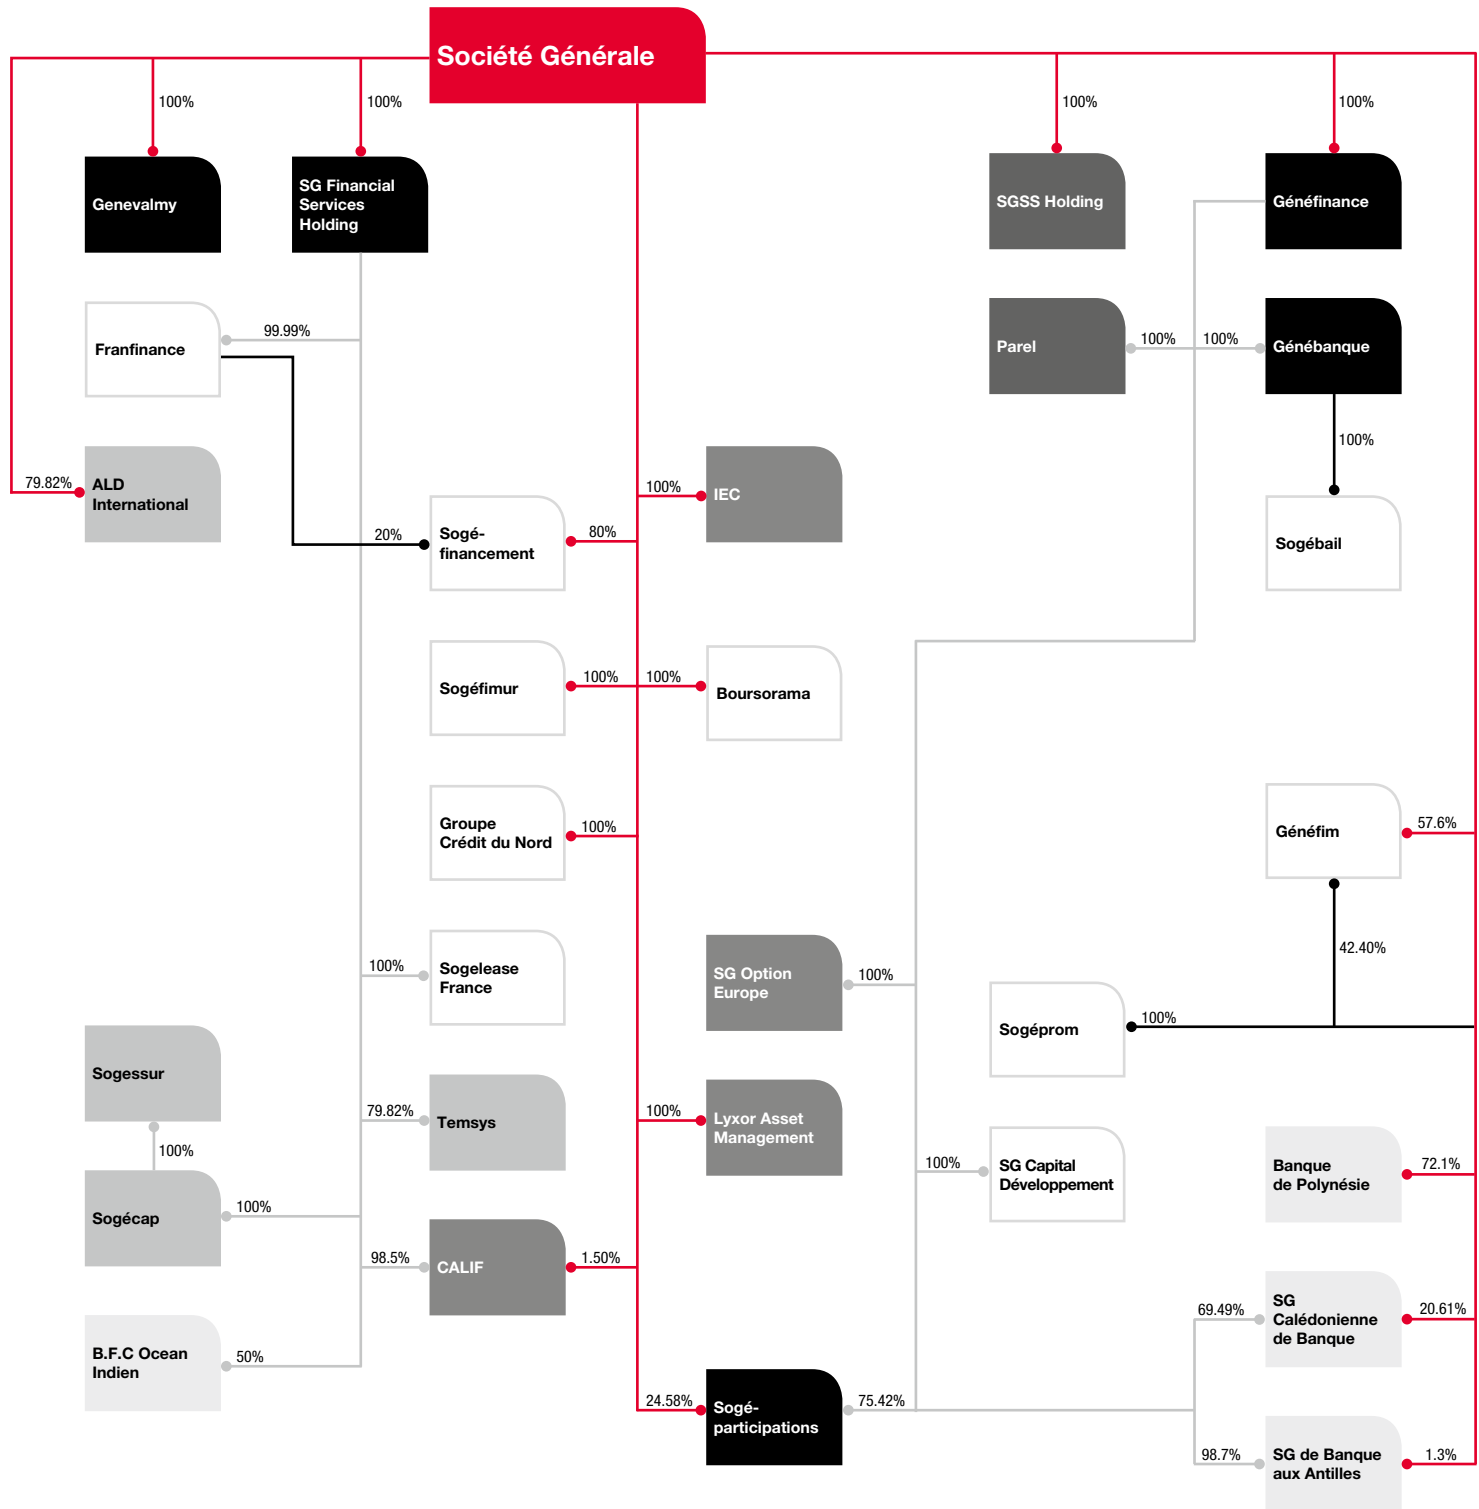 Société Générale
100%
100%
100%
100%
Genevalmy
SG Financial
Services
Holding
SGSS Holding
Généfinance
Franfinance
99.99%
Parel
100%
100%
Génébanque
100%
79.82%
ALD
International
20%
Sogé-
financement
80%
100%
IEC
Sogébail
Sogéfimur
100%
100%
Boursorama
Groupe
Crédit du Nord
100%
Généfim
57.6%
42.40%
100%
Sogelease
France
SG Option
Europe
100%
Sogéprom
100%
Sogessur
100%
79.82%
Temsys
100%
Lyxor Asset
Management
100%
SG Capital
Développement
Banque
de Polynésie
72.1%
Sogécap
100%
98.5%
CALIF
1.50%
69.49%
SG
Calédonienne
de Banque
20.61%
B.F.C Ocean
Indien
50%
24.58%
Sogé-
participations
75.42%
98.7%
SG de Banque
aux Antilles
1.3%